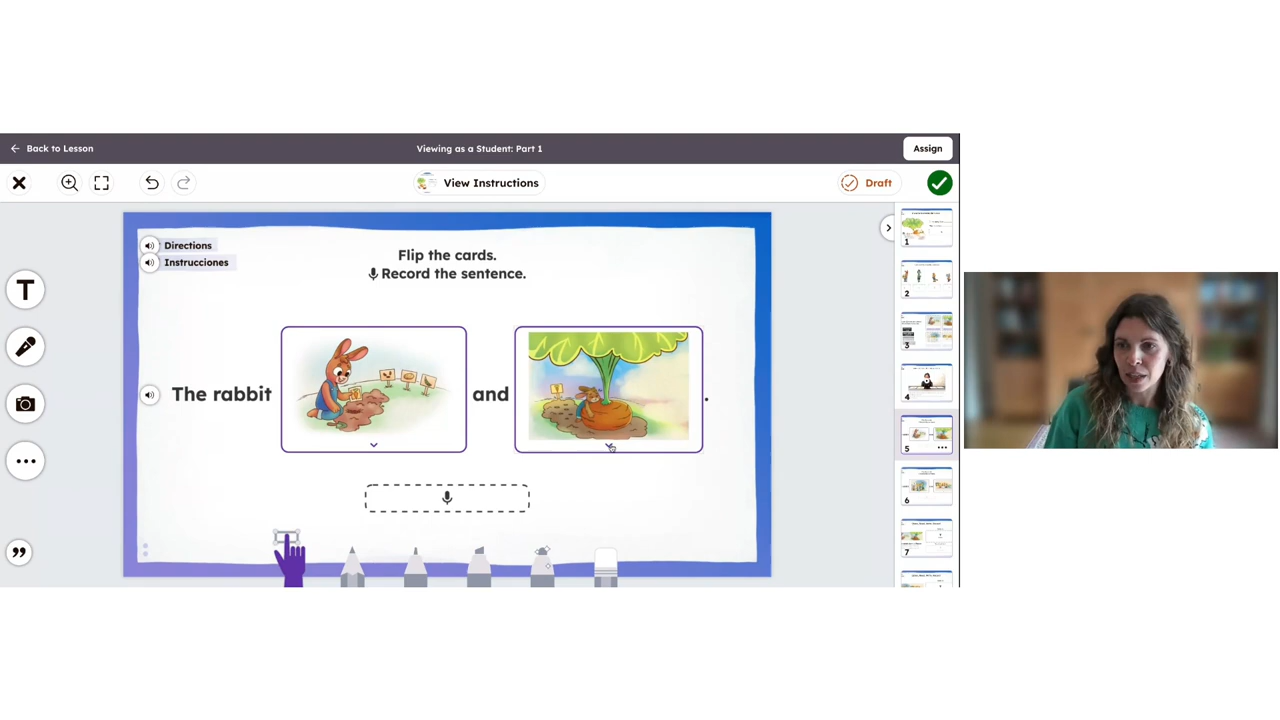 Back to Lesson
Viewing as a Student: Part 1
Assign
View Instructions
Draft
Directions
Instrucciones
Flip the cards.
Record the sentence.
The rabbit
and
.
T
1
2
3
4
5
6
7